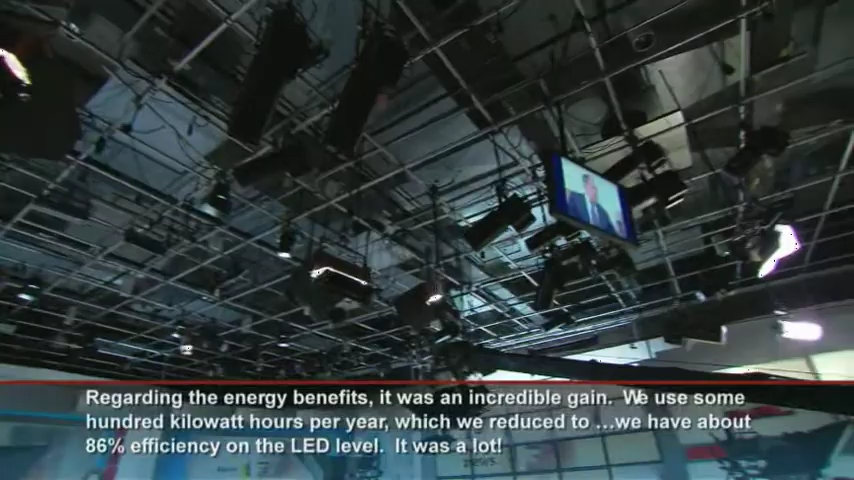 Regarding the energy benefits, it was an incredible gain. We use some
hundred kilowatt hours per year, which we reduced to ...we have about
86% efficiency on the LED level. It was a lot!